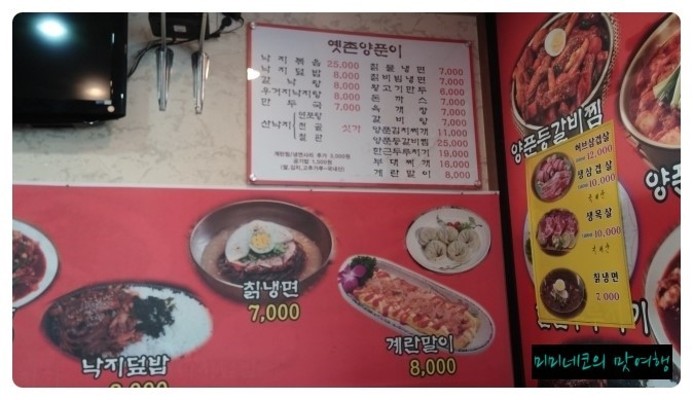 옛촌양푼이
낙지볶음 25,000
낙지덮밥 8,000
갈낙탕 8,000
우거지낙지탕 8,000
만두국 7,000
산낙지 연포탕 전골 철판 싯가
계란찜/냉면사리 추가 3,000원
공기밥 1,000원
(쌀,김치,고추가루-국내산)
칡물냉면 7,000
칡비빔냉면 7,000
왕고기만두 6,000
돈까스 7,000
육개장 7,000
갈비탕 7,000
양푼김치찌개 11,000
양푼등갈비찜 25,000
한근두루치기 19,000
부대찌개 16,000
계란말이 8,000
양푼등갈비찜
허브삼겹살
12,000
생삼겹살
10,000
생목살
10,000
칡냉면
7,000
칡냉면
7,000
계란말이
8,000
낙지덮밥
미미네코의 맛여행